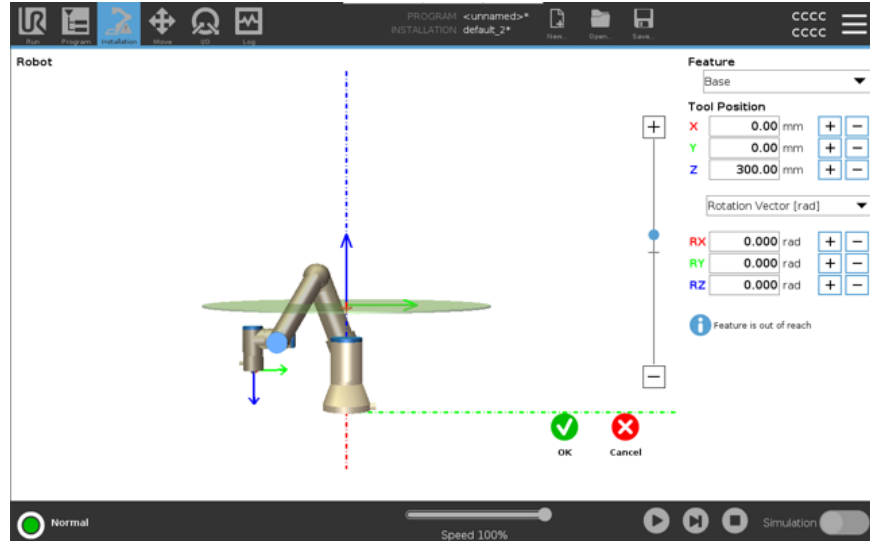 UR
PROGRAM <unnamed>*
INSTALLATION default_2*
Run Program Installation Move I/O Log New... Open... Save...
cccc
cccc
Robot
Feature
Base
Tool Position
X 0.00 mm + −
Y 0.00 mm + −
Z 300.00 mm + −
Rotation Vector [rad]
RX 0.000 rad + −
RY 0.000 rad + −
RZ 0.000 rad + −
i Feature is out of reach
+
−
OK Cancel
Normal
Speed 100%
Simulation